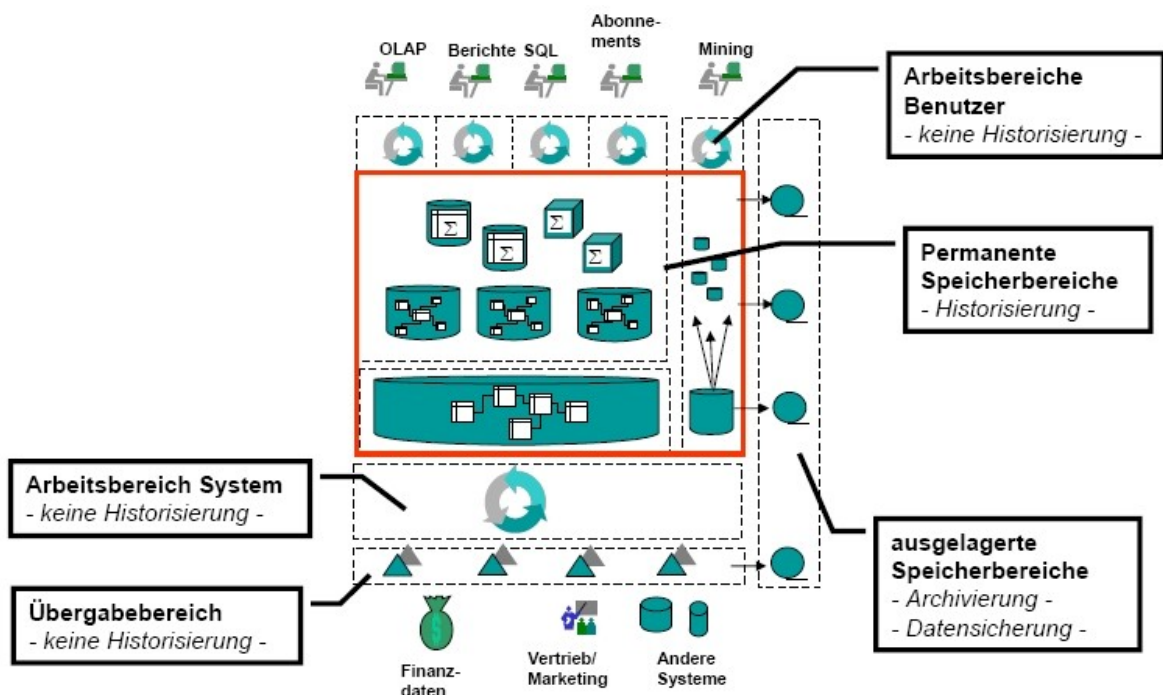 Abonne-
ments
OLAP
Berichte
SQL
Mining
Arbeitsbereiche
Benutzer
- keine Historisierung -
Σ
Σ
Σ
Σ
Permanente
Speicherbereiche
- Historisierung -
Arbeitsbereich System
- keine Historisierung -
ausgelagerte
Speicherbereiche
- Archivierung -
- Datensicherung -
Übergabebereich
- keine Historisierung -
$
Finanz-
daten
Vertrieb/
Marketing
Andere
Systeme